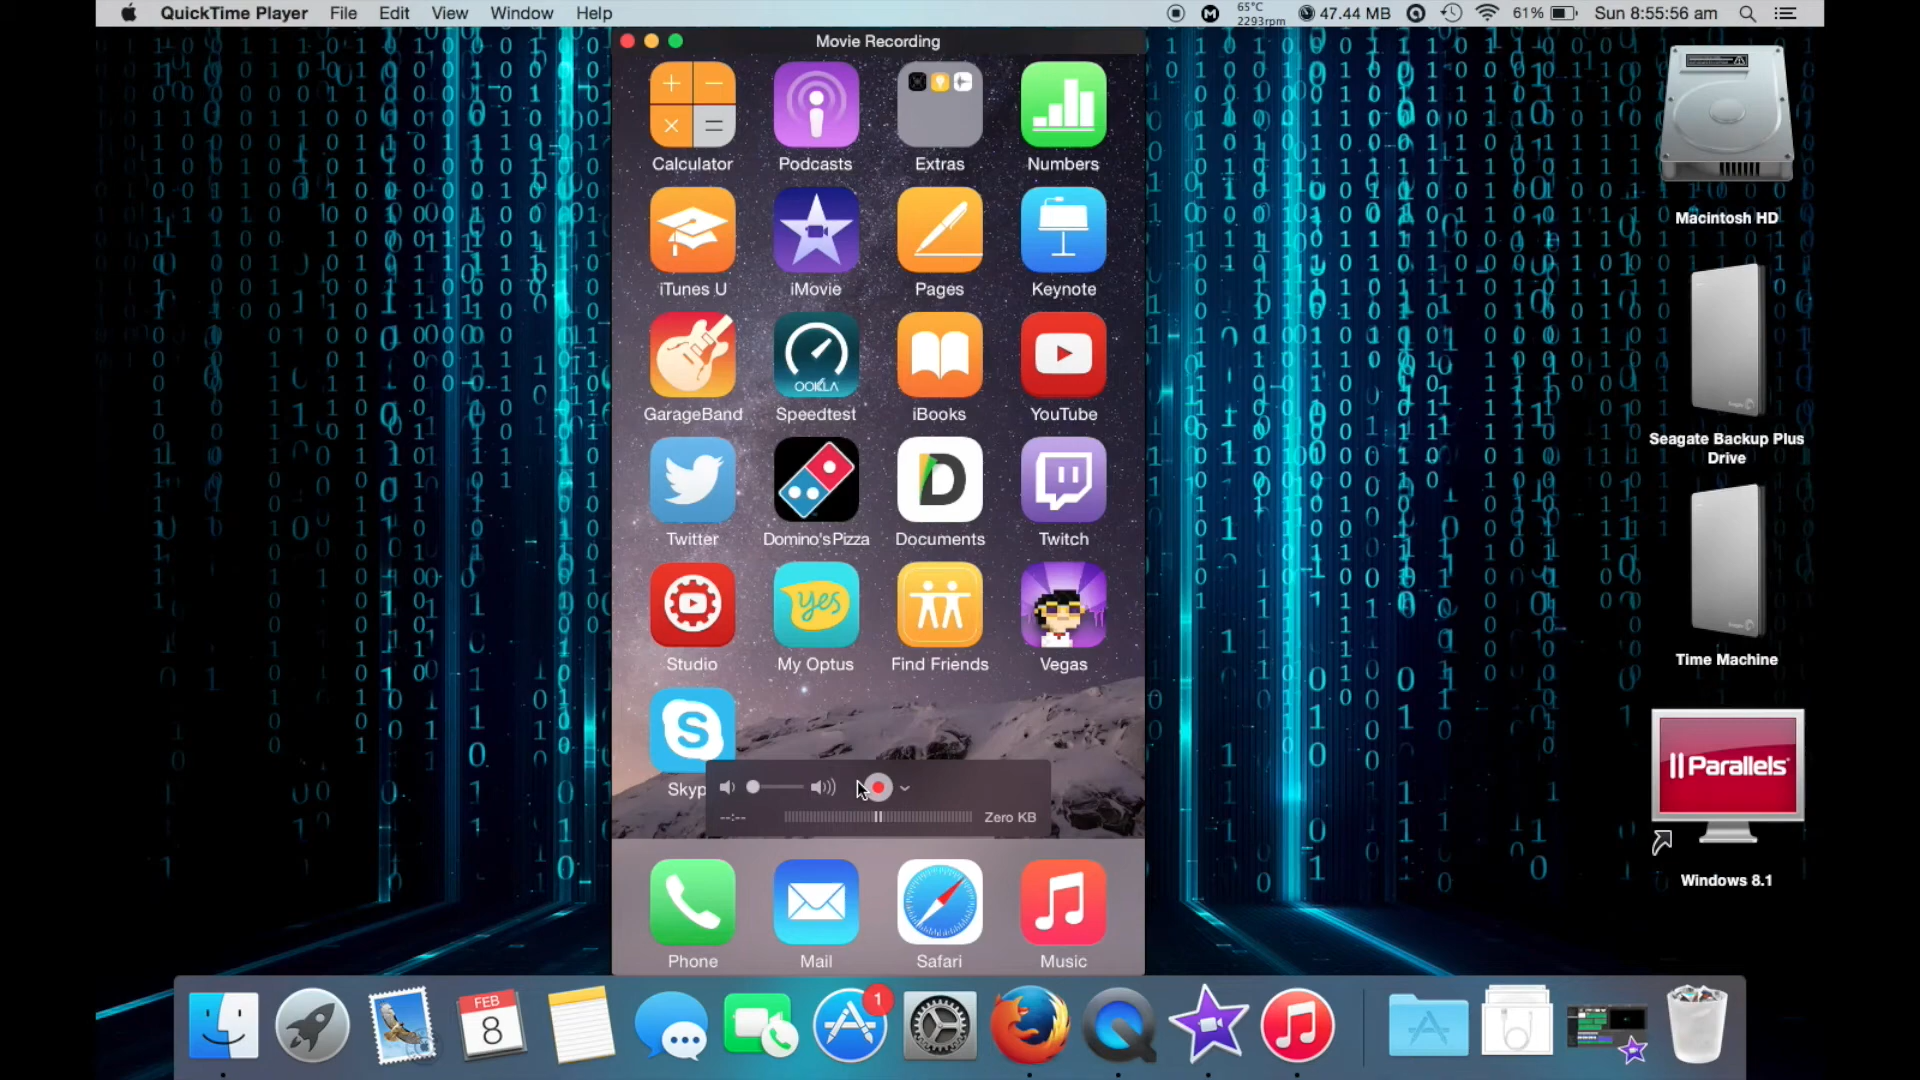 QuickTime Player File Edit View Window Help
65°C
2293rpm
47.44 MB
61%
Sun 8:55:56 am
Movie Recording
Calculator Podcasts Extras Numbers
iTunes U iMovie Pages Keynote
OOKLA
GarageBand Speedtest iBooks YouTube
Twitter Domino's Pizza Documents Twitch
yes
Studio My Optus Find Friends Vegas
Skyp
--:--
Zero KB
Phone Mail Safari Music
Macintosh HD
Seagate Backup Plus
Drive
Time Machine
Parallels
Windows 8.1
FEB
8
1